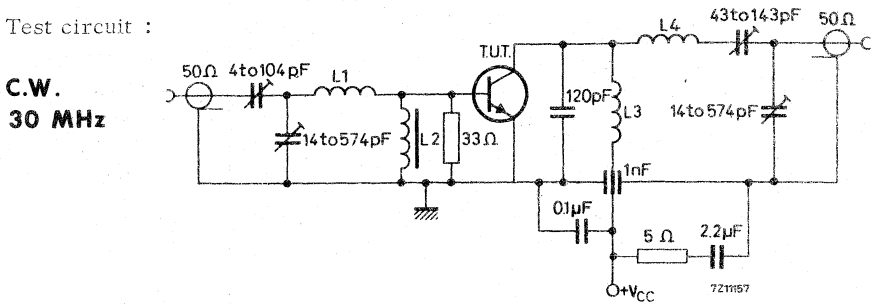 Test circuit :
C.W.
30 MHz
50Ω
4to104pF
L1
14to574pF
L2
33Ω
T.U.T.
120pF
L3
L4
43to143pF
50Ω
14to574pF
1nF
0.1µF
5 Ω
2.2µF
+VCC
7Z11157